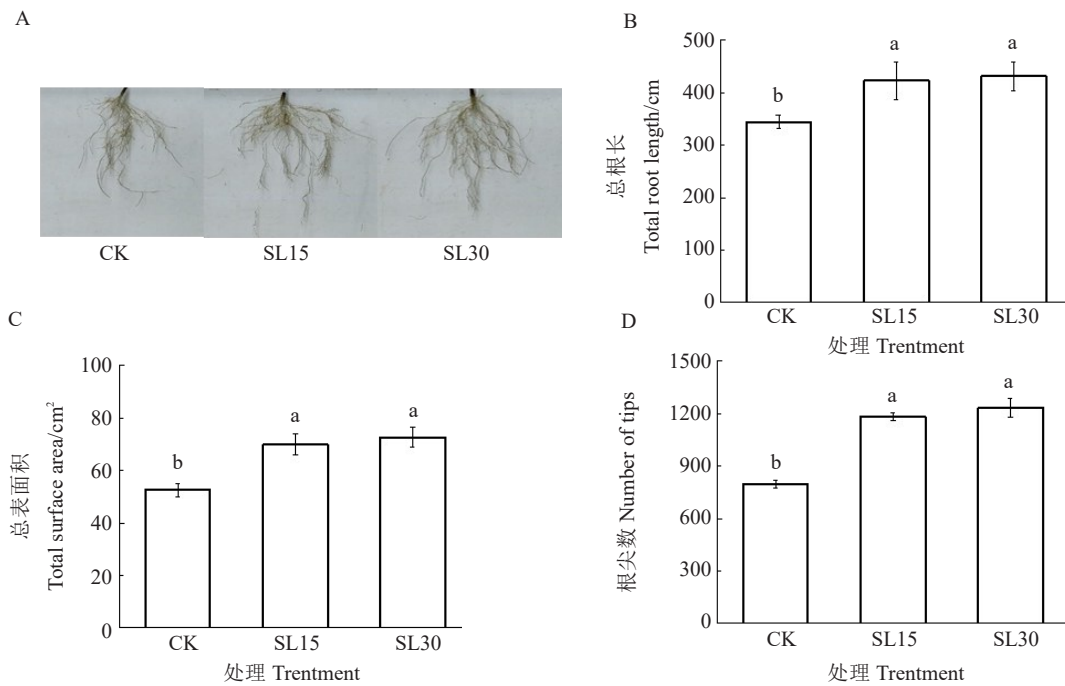 A
CK
SL15
SL30
B
500
400
300
200
400
0
总根长
Total root length/cm
b
a
a
CK
SL15
SL30
处理 Trentment
C
100
80
60
40
20
0
总表面积
Total surface area/cm²
b
a
a
CK
SL15
SL30
处理 Trentment
D
1500
1200
900
600
300
0
根尖数 Number of tips
b
a
a
CK
SL15
SL30
处理 Trentment